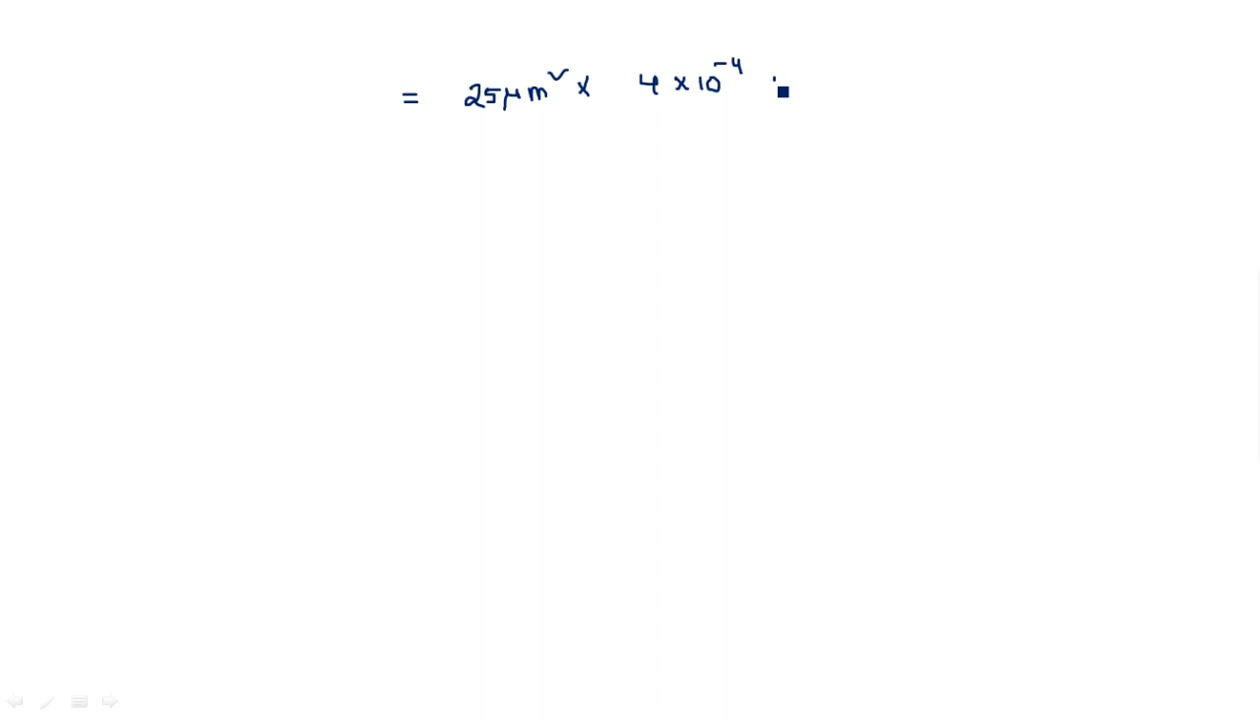 = 25μm² × 4 × 10⁻⁴